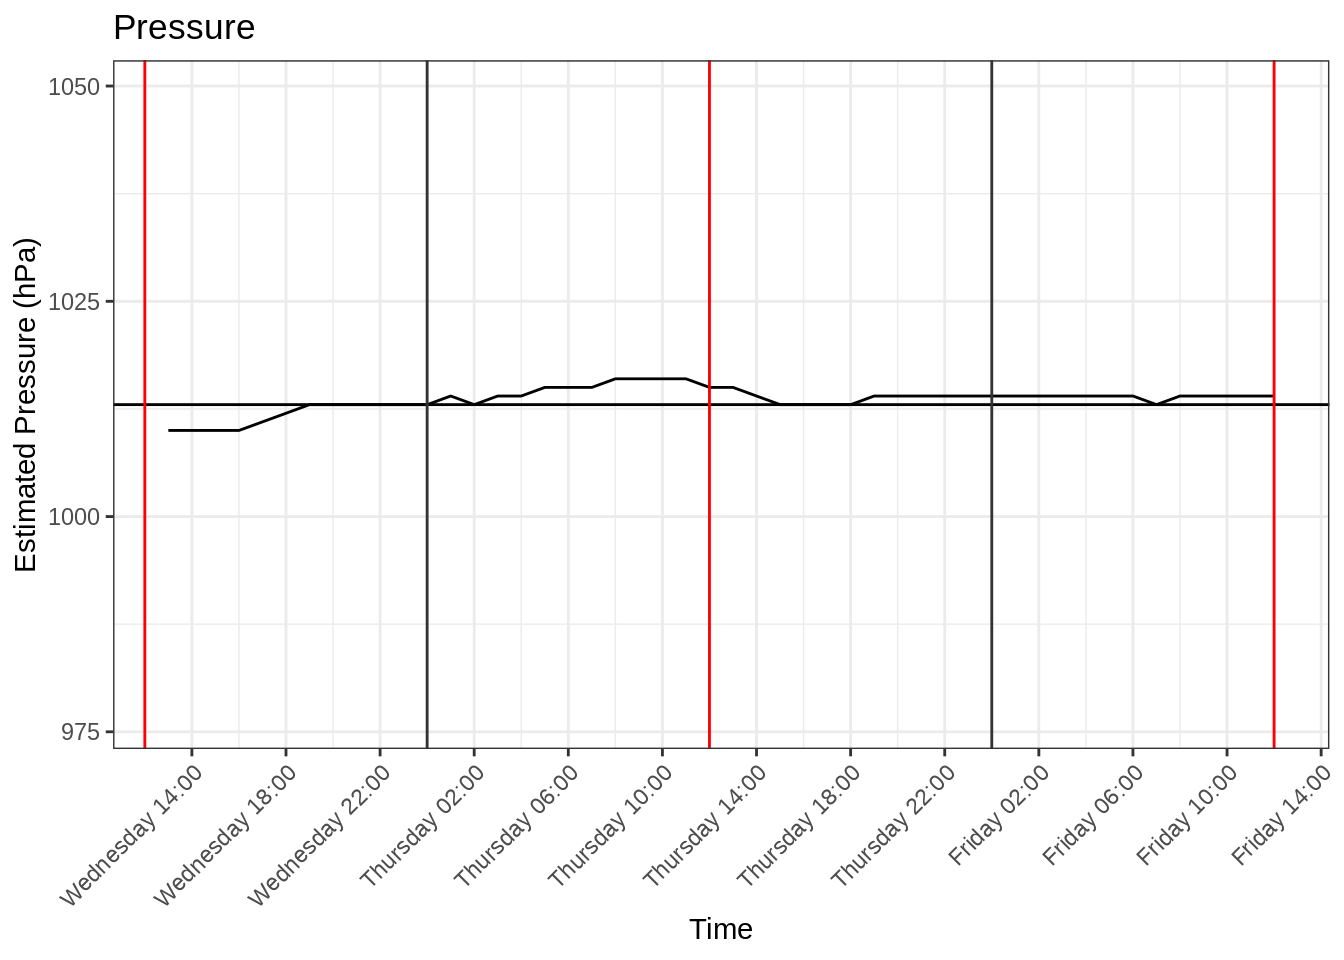 Pressure
Estimated Pressure (hPa)
1050
1025
1000
975
Wednesday 14:00
Wednesday 18:00
Wednesday 22:00
Thursday 02:00
Thursday 06:00
Thursday 10:00
Thursday 14:00
Thursday 18:00
Thursday 22:00
Friday 02:00
Friday 06:00
Friday 10:00
Friday 14:00
Time